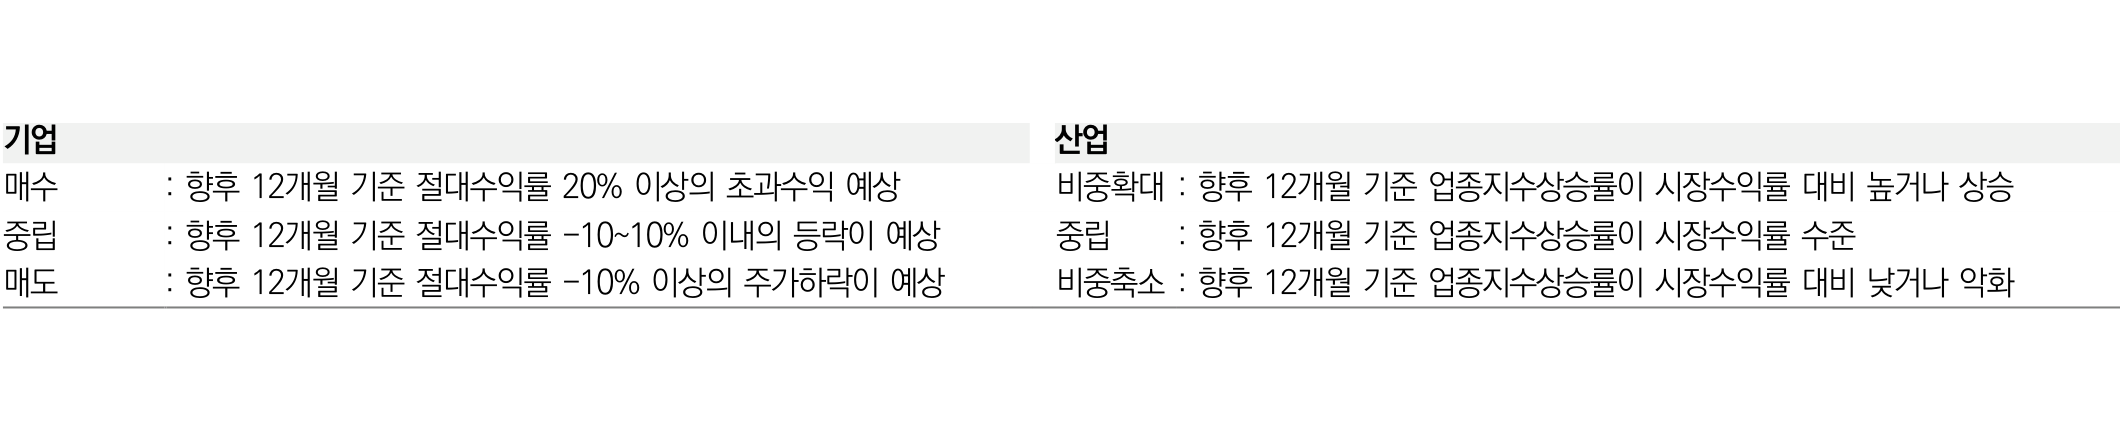 기업
매수 : 향후 12개월 기준 절대수익률 20% 이상의 초과수익 예상
중립 : 향후 12개월 기준 절대수익률 -10~10% 이내의 등락이 예상
매도 : 향후 12개월 기준 절대수익률 -10% 이상의 주가하락이 예상
산업
비중확대 : 향후 12개월 기준 업종지수상승률이 시장수익률 대비 높거나 상승
중립 : 향후 12개월 기준 업종지수상승률이 시장수익률 수준
비중축소 : 향후 12개월 기준 업종지수상승률이 시장수익률 대비 낮거나 악화